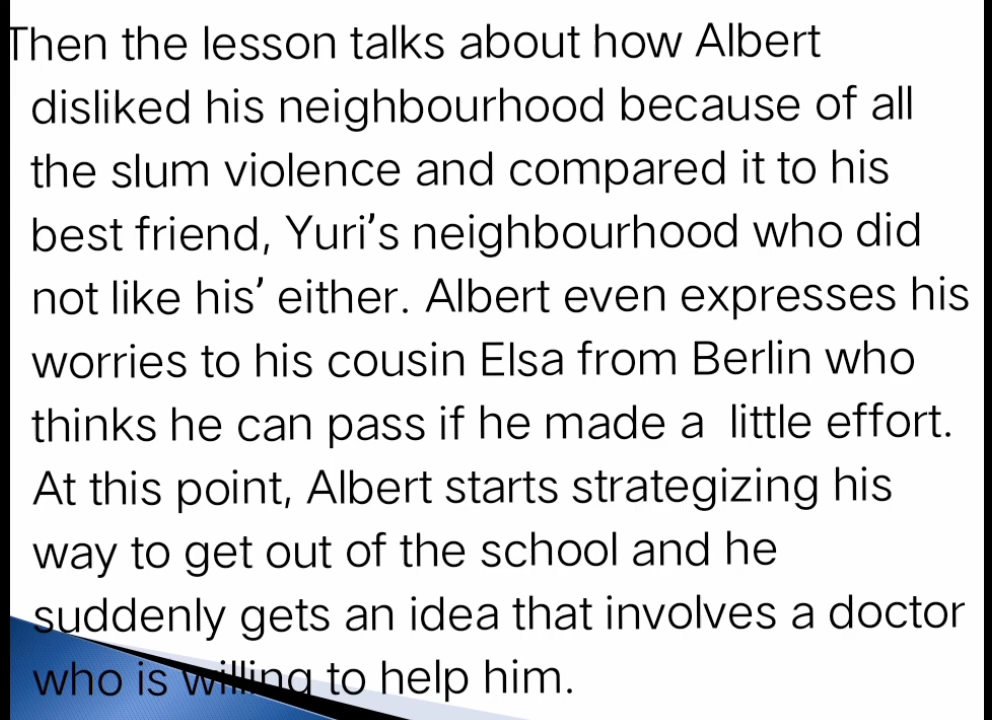 Then the lesson talks about how Albert
disliked his neighbourhood because of all
the slum violence and compared it to his
best friend, Yuri’s neighbourhood who did
not like his’ either. Albert even expresses his
worries to his cousin Elsa from Berlin who
thinks he can pass if he made a  little effort.
At this point, Albert starts strategizing his
way to get out of the school and he
suddenly gets an idea that involves a doctor
who is willing to help him.